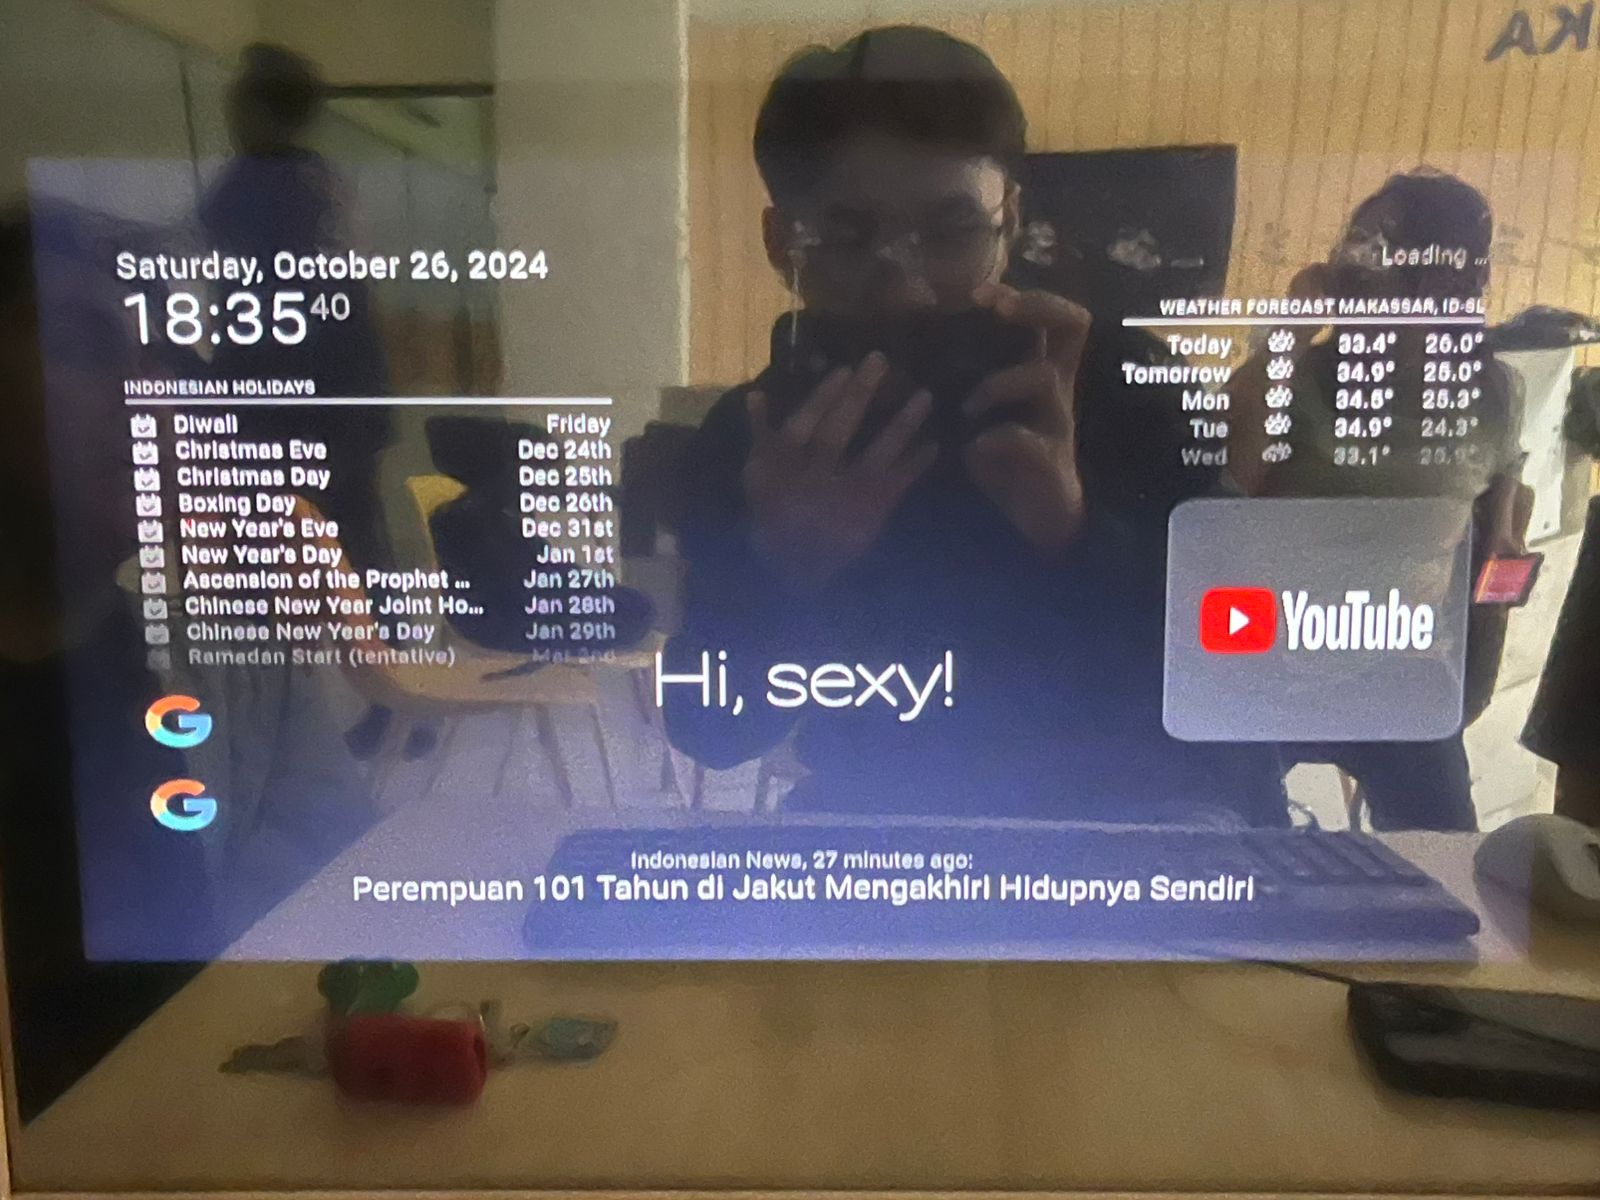 Saturday, October 26, 2024
18:35 40
INDONESIAN HOLIDAYS
Diwali Friday
Christmas Eve Dec 24th
Christmas Day Dec 25th
Boxing Day Dec 26th
New Year's Eve Dec 31st
New Year's Day Jan 1st
Ascension of the Prophet ... Jan 27th
Chinese New Year Joint Ho... Jan 28th
Chinese New Year's Day Jan 29th
Ramadan Start (tentative) Mar 2nd
Loading ...
WEATHER FORECAST MAKASSAR, ID-SL
Today 33.4° 26.0°
Tomorrow 34.9° 25.0°
Mon 34.5° 25.3°
Tue 34.9° 24.3°
Wed 33.1°
YouTube
Hi, sexy!
Indonesian News, 27 minutes ago:
Perempuan 101 Tahun di Jakut Mengakhiri Hidupnya Sendiri